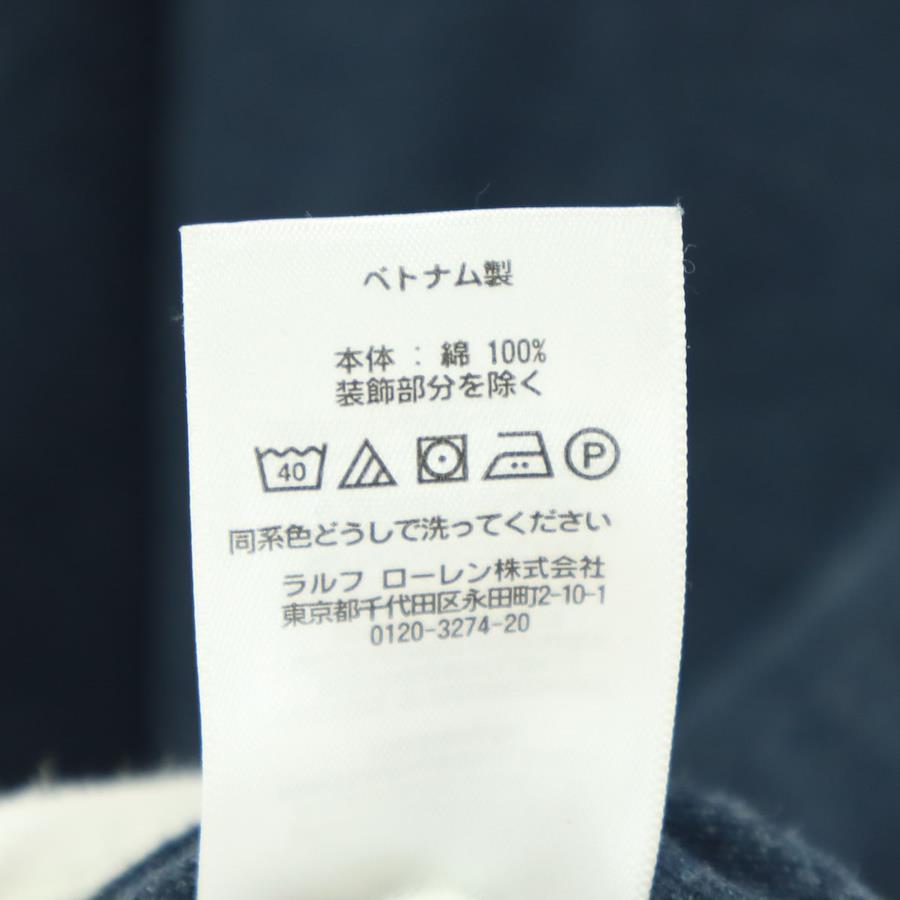 ベトナム製
本体 : 綿 100%
装飾部分を除く
40 P
同系色どうしで洗ってください
ラルフ ローレン株式会社
東京都千代田区永田町2-10-1
0120-3274-20